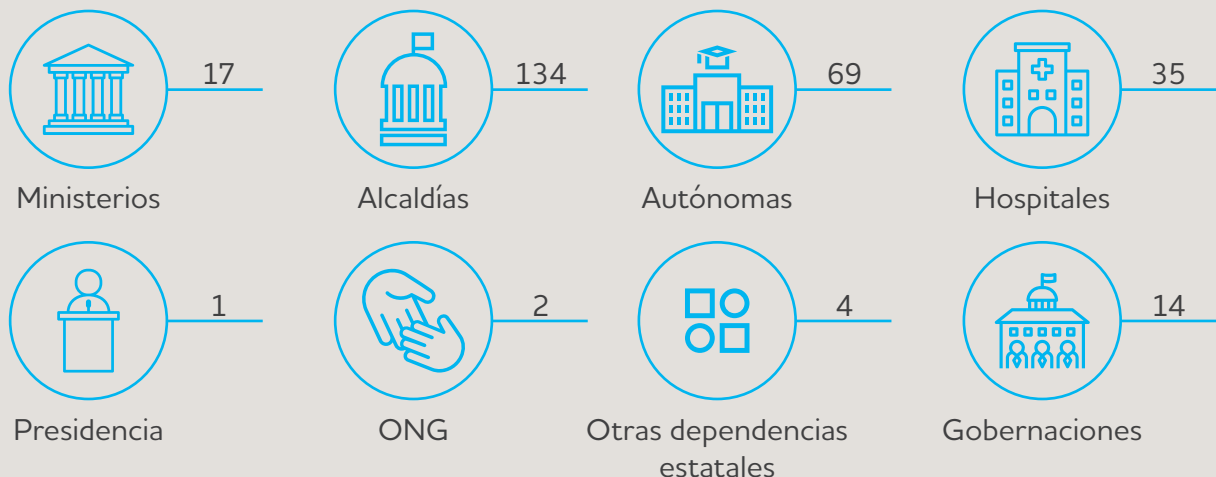 17
134
69
35
Ministerios
Alcaldías
Autónomas
Hospitales
1
2
4
14
Presidencia
ONG
Otras dependencias
estatales
Gobernaciones